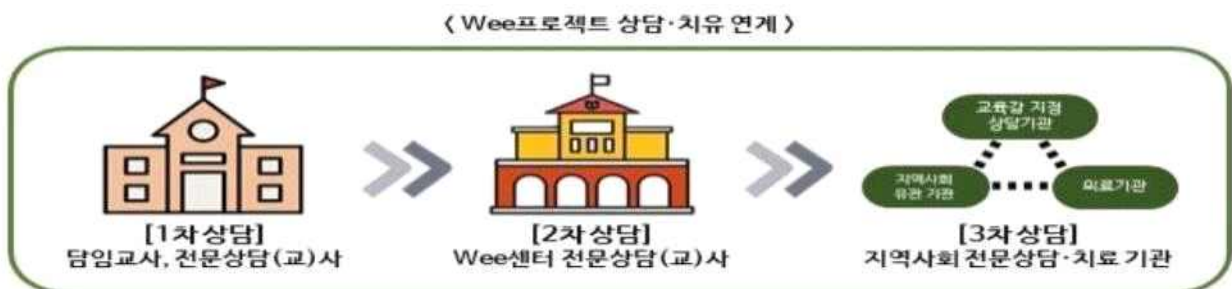 < Wee프로젝트 상담·치유 연계 >
교육감 지정
상담기관
지역사회
유관 기관
의료기관
[1차 상담]
담임교사, 전문상담(교)사
[2차 상담]
Wee센터 전문상담(교)사
[3차 상담]
지역사회 전문상담·치료 기관